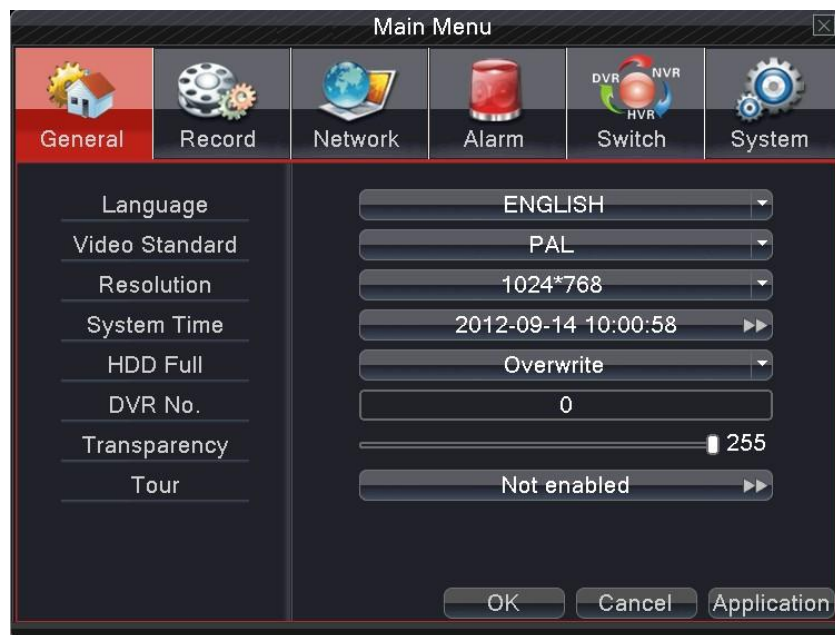 Main Menu
DVR NVR
HVR
General Record Network Alarm Switch System
Language ENGLISH
Video Standard PAL
Resolution 1024*768
System Time 2012-09-14 10:00:58
HDD Full Overwrite
DVR No. 0
Transparency 255
Tour Not enabled
OK Cancel Application